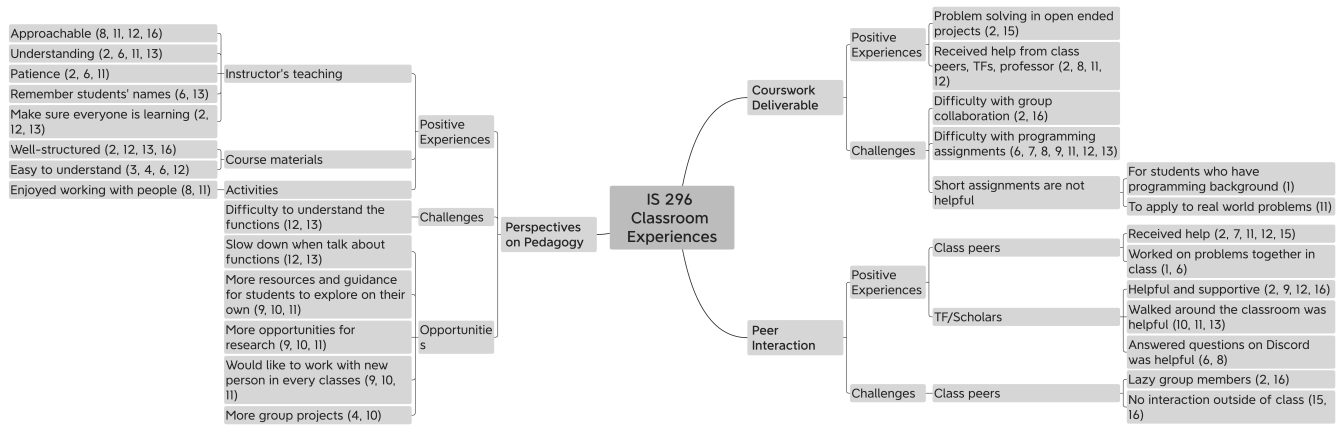 IS 296
Classroom
Experiences
Perspectives
on Pedagogy
Positive
Experiences
Instructor's teaching
Approachable (8, 11, 12, 16)
Understanding (2, 6, 11, 13)
Patience (2, 6, 11)
Remember students' names (6, 13)
Make sure everyone is learning (2,
12, 13)
Course materials
Well-structured (2, 12, 13, 16)
Easy to understand (3, 4, 6, 12)
Activities
Enjoyed working with people (8, 11)
Challenges
Difficulty to understand the
functions (12, 13)
Opportunitie
s
Slow down when talk about
functions (12, 13)
More resources and guidance
for students to explore on their
own (9, 10, 11)
More opportunities for
research (9, 10, 11)
Would like to work with new
person in every classes (9, 10,
11)
More group projects (4, 10)
Courswork
Deliverable
Positive
Experiences
Problem solving in open ended
projects (2, 15)
Received help from class
peers, TFs, professor (2, 8, 11,
12)
Challenges
Difficulty with group
collaboration (2, 16)
Difficulty with programming
assignments (6, 7, 8, 9, 11, 12, 13)
Short assignments are not
helpful
For students who have
programming background (1)
To apply to real world problems (11)
Peer
Interaction
Positive
Experiences
Class peers
Received help (2, 7, 11, 12, 15)
Worked on problems together in
class (1, 6)
TF/Scholars
Helpful and supportive (2, 9, 12, 16)
Walked around the classroom was
helpful (10, 11, 13)
Answered questions on Discord
was helpful (6, 8)
Challenges
Class peers
Lazy group members (2, 16)
No interaction outside of class (15,
16)